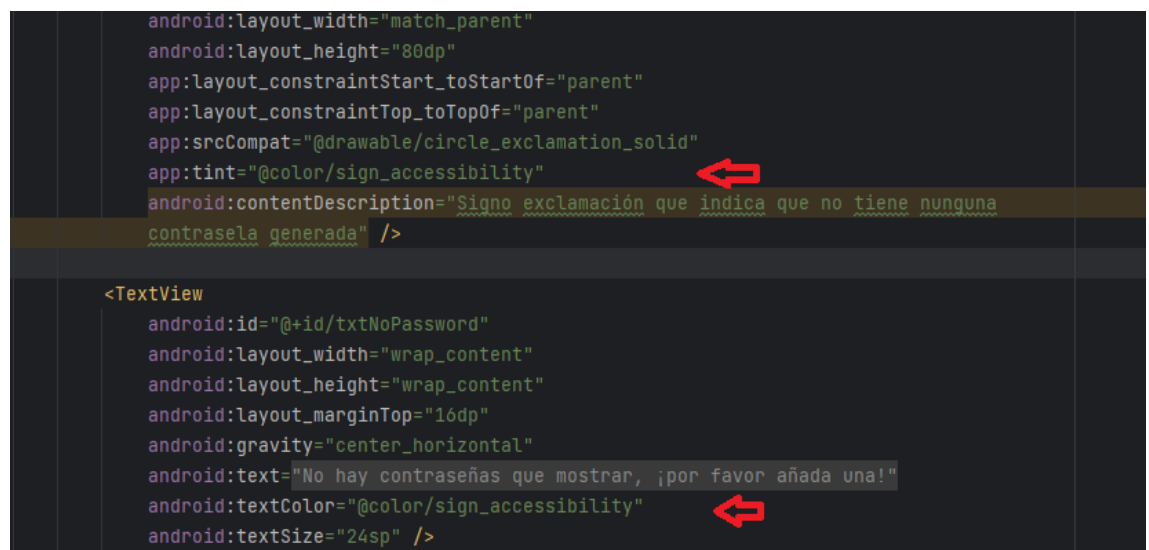 android:layout_width="match_parent"
android:layout_height="80dp"
app:layout_constraintStart_toStartOf="parent"
app:layout_constraintTop_toTopOf="parent"
app:srcCompat="@drawable/circle_exclamation_solid"
app:tint="@color/sign_accessibility"
android:contentDescription="Signo exclamación que indica que no tiene nunguna
contrasela generada" />
<TextView
android:id="@+id/txtNoPassword"
android:layout_width="wrap_content"
android:layout_height="wrap_content"
android:layout_marginTop="16dp"
android:gravity="center_horizontal"
android:text="No hay contraseñas que mostrar, ¡por favor añada una!"
android:textColor="@color/sign_accessibility"
android:textSize="24sp" />